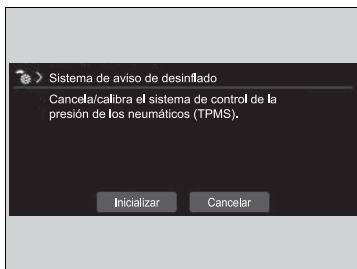 Sistema de aviso de desinflado
Cancela/calibra el sistema de control de la
presión de los neumáticos (TPMS).
Inicializar
Cancelar